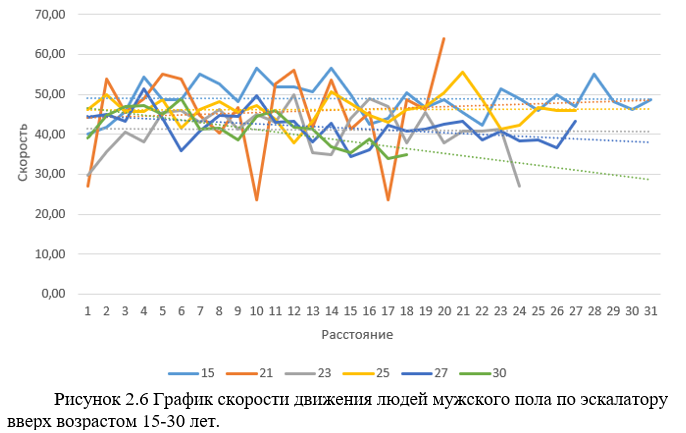 70,00
60,00
50,00
40,00
30,00
20,00
10,00
0,00
Скорость
1 2 3 4 5 6 7 8 9 10 11 12 13 14 15 16 17 18 19 20 21 22 23 24 25 26 27 28 29 30 31
Расстояние
15 21 23 25 27 30
Рисунок 2.6 График скорости движения людей мужского пола по эскалатору
вверх возрастом 15-30 лет.